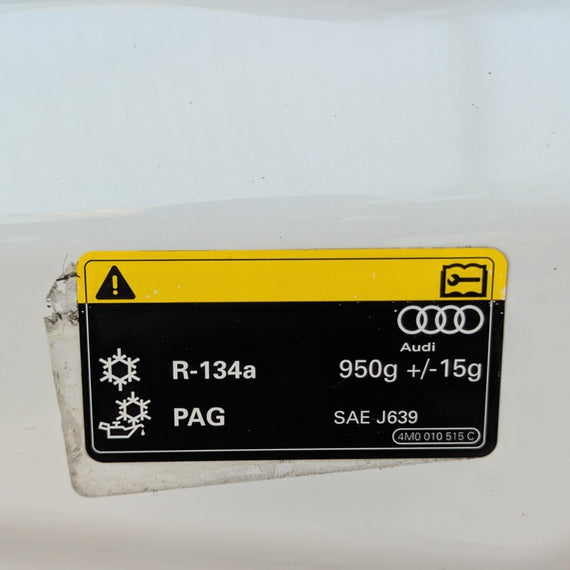 Audi
R-134a 950g +/-15g
PAG SAE J639
4M0 010 515 C